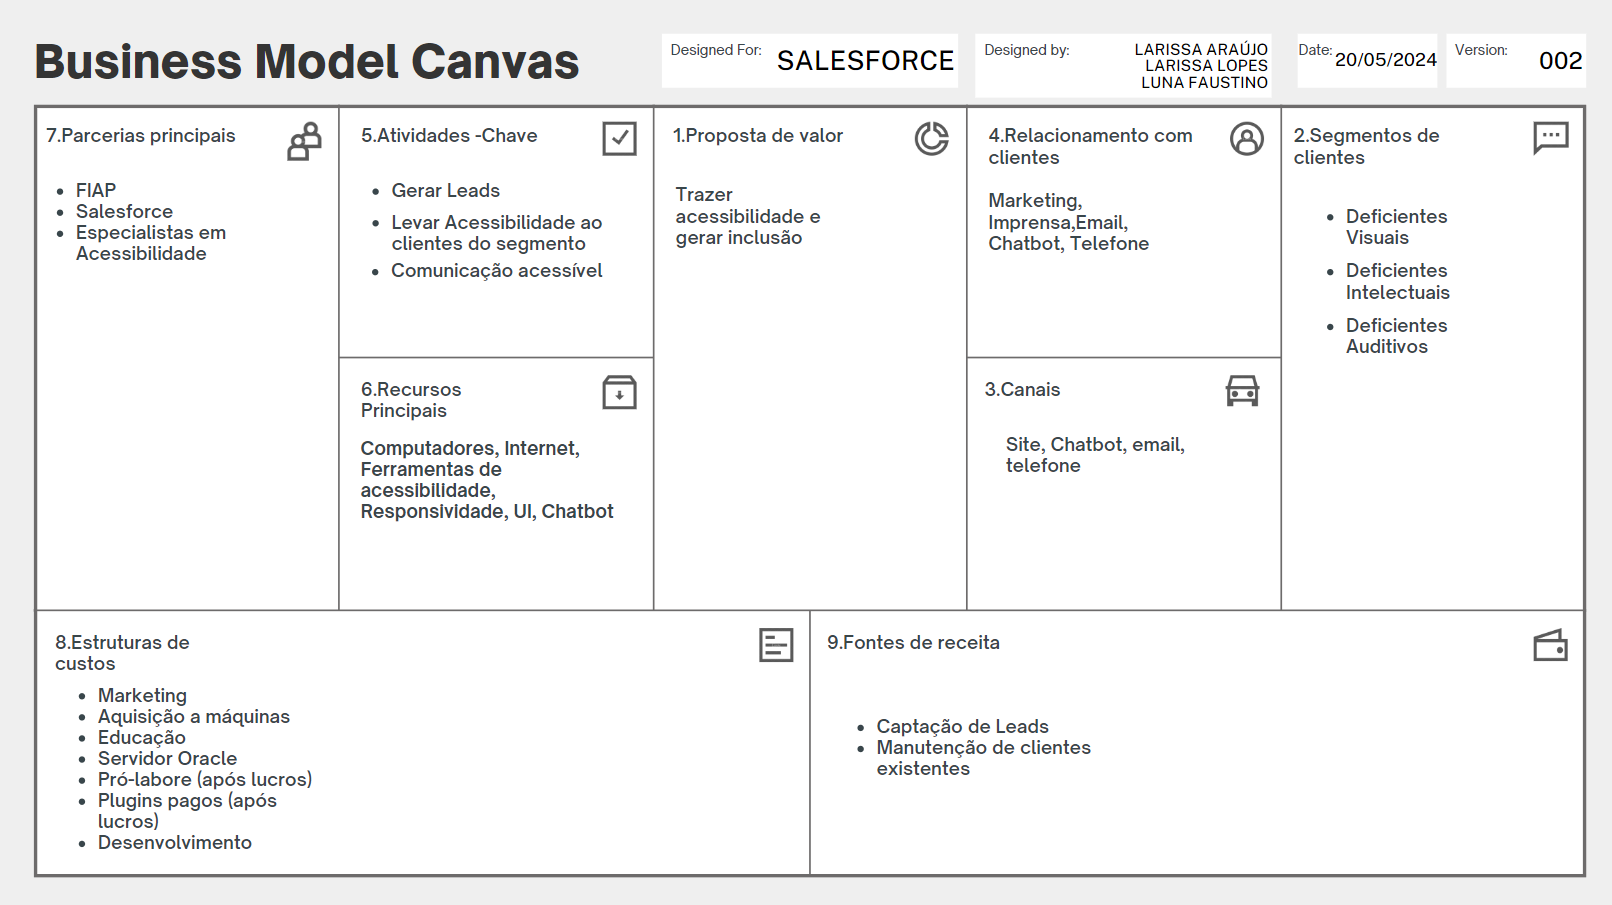 Business Model Canvas
Designed For:
SALESFORCE
Designed by:
LARISSA ARAÚJO
LARISSA LOPES
LUNA FAUSTINO
Date:
20/05/2024
Version:
002
7.Parcerias principais
• FIAP
• Salesforce
• Especialistas em
Acessibilidade
5.Atividades -Chave
• Gerar Leads
• Levar Acessibilidade ao
clientes do segmento
• Comunicação acessível
6.Recursos
Principais
Computadores, Internet,
Ferramentas de
acessibilidade,
Responsividade, UI, Chatbot
1.Proposta de valor
Trazer
acessibilidade e
gerar inclusão
4.Relacionamento com
clientes
Marketing,
Imprensa,Email,
Chatbot, Telefone
3.Canais
Site, Chatbot, email,
telefone
2.Segmentos de
clientes
• Deficientes
Visuais
• Deficientes
Intelectuais
• Deficientes
Auditivos
8.Estruturas de
custos
• Marketing
• Aquisição a máquinas
• Educação
• Servidor Oracle
• Pró-labore (após lucros)
• Plugins pagos (após
lucros)
• Desenvolvimento
9.Fontes de receita
• Captação de Leads
• Manutenção de clientes
existentes